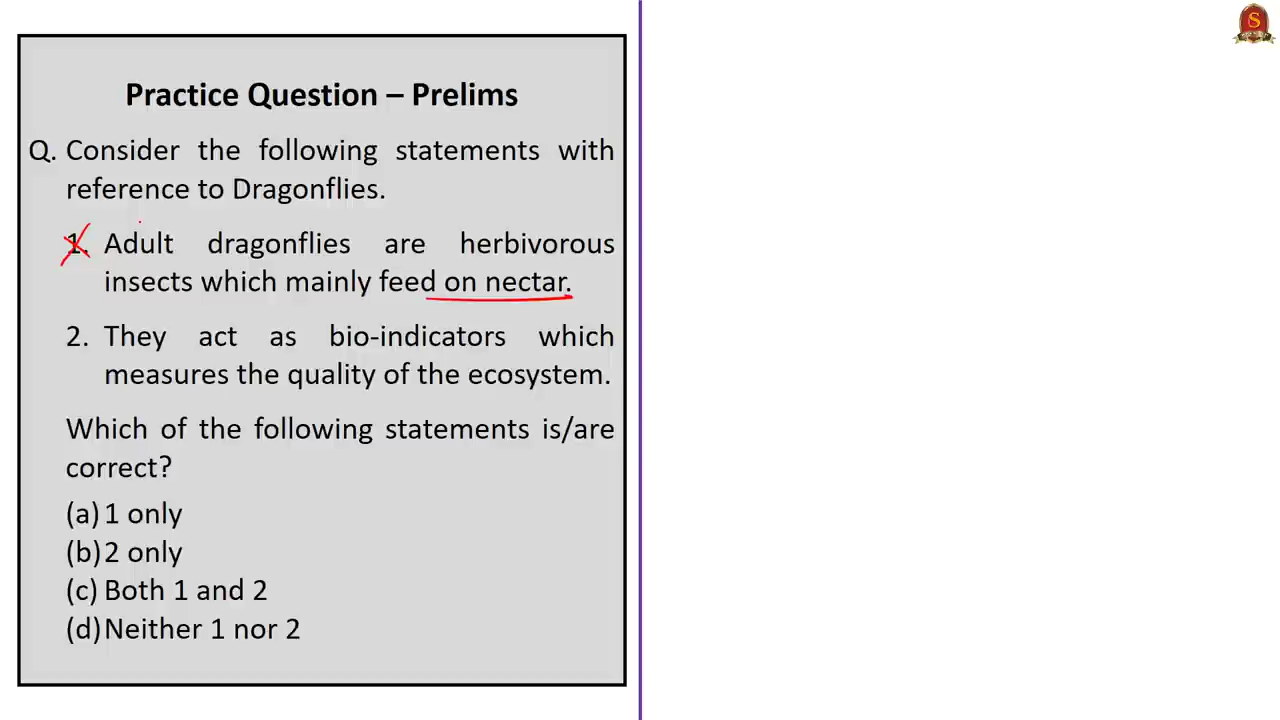 S
Practice Question – Prelims
Q. Consider the following statements with
reference to Dragonflies.
1. Adult dragonflies are herbivorous
insects which mainly feed on nectar.
2. They act as bio-indicators which
measures the quality of the ecosystem.
Which of the following statements is/are
correct?
(a) 1 only
(b) 2 only
(c) Both 1 and 2
(d) Neither 1 nor 2